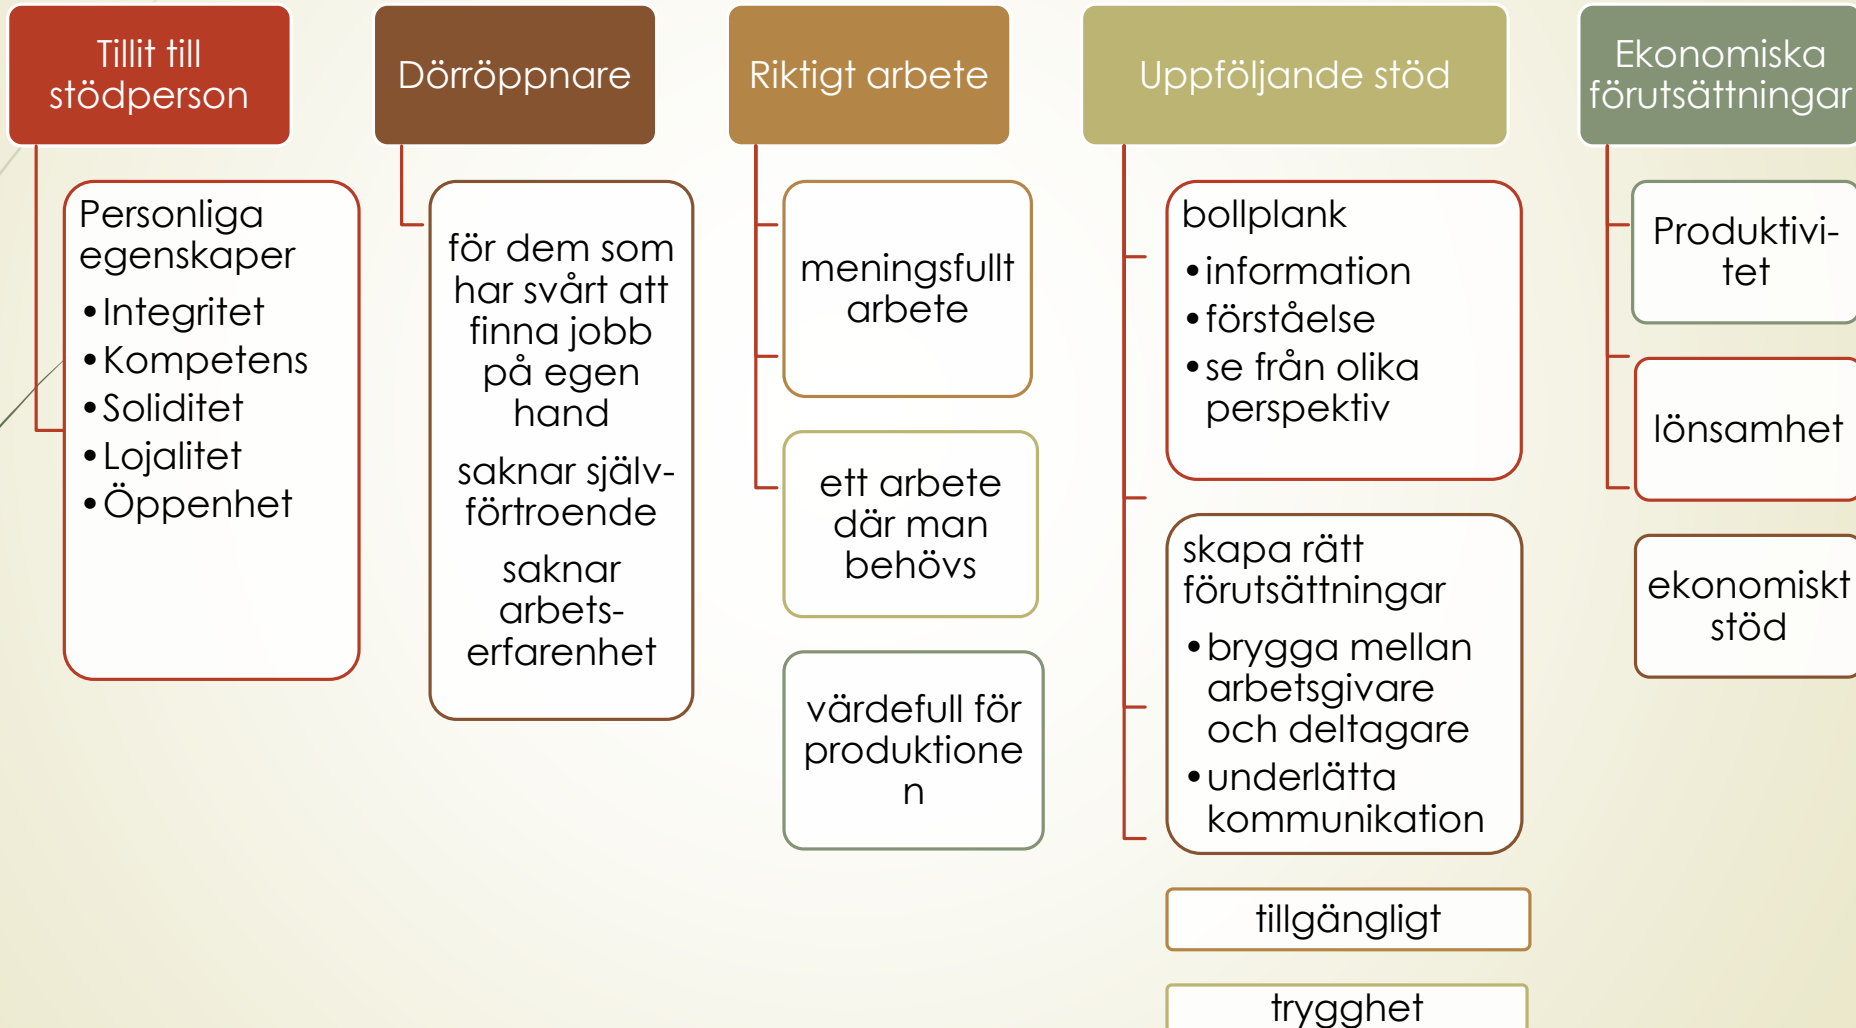 Tillit till
stödperson
Personliga
egenskaper
•Integritet
•Kompetens
•Soliditet
•Lojalitet
•Öppenhet
Dörröppnare
för dem som
har svårt att
finna jobb
på egen
hand
saknar själv-
förtroende
saknar
arbets-
erfarenhet
Riktigt arbete
meningsfullt
arbete
ett arbete
där man
behövs
värdefull för
produktione
n
Uppföljande stöd
bollplank
•information
•förståelse
•se från olika
perspektiv
skapa rätt
förutsättningar
•brygga mellan
arbetsgivare
och deltagare
•underlätta
kommunikation
tillgängligt
trygghet
Ekonomiska
förutsättningar
Produktivi-
tet
lönsamhet
ekonomiskt
stöd